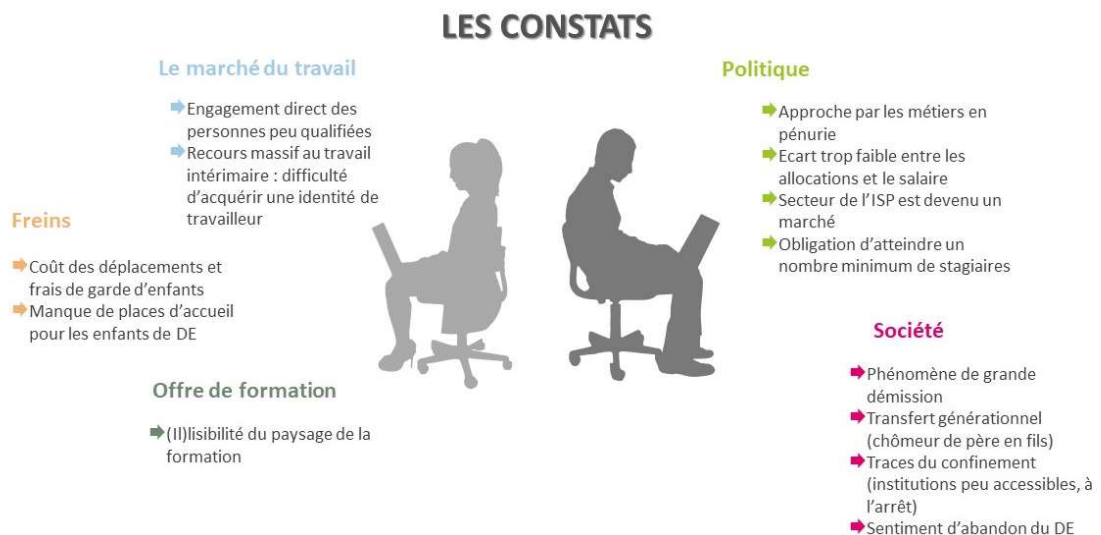 LES CONSTATS
Le marché du travail
Engagement direct des
personnes peu qualifiées
Recours massif au travail
intérimaire : difficulté
d’acquérir une identité de
travailleur
Politique
Approche par les métiers en
pénurie
Ecart trop faible entre les
allocations et le salaire
Secteur de l’ISP est devenu un
marché
Obligation d’atteindre un
nombre minimum de stagiaires
Freins
Coût des déplacements et
frais de garde d’enfants
Manque de places d’accueil
pour les enfants de DE
Société
Phénomène de grande
démission
Transfert générationnel
(chômeur de père en fils)
Traces du confinement
(institutions peu accessibles, à
l’arrêt)
Sentiment d’abandon du DE
Offre de formation
(Il)lisibilité du paysage de la
formation